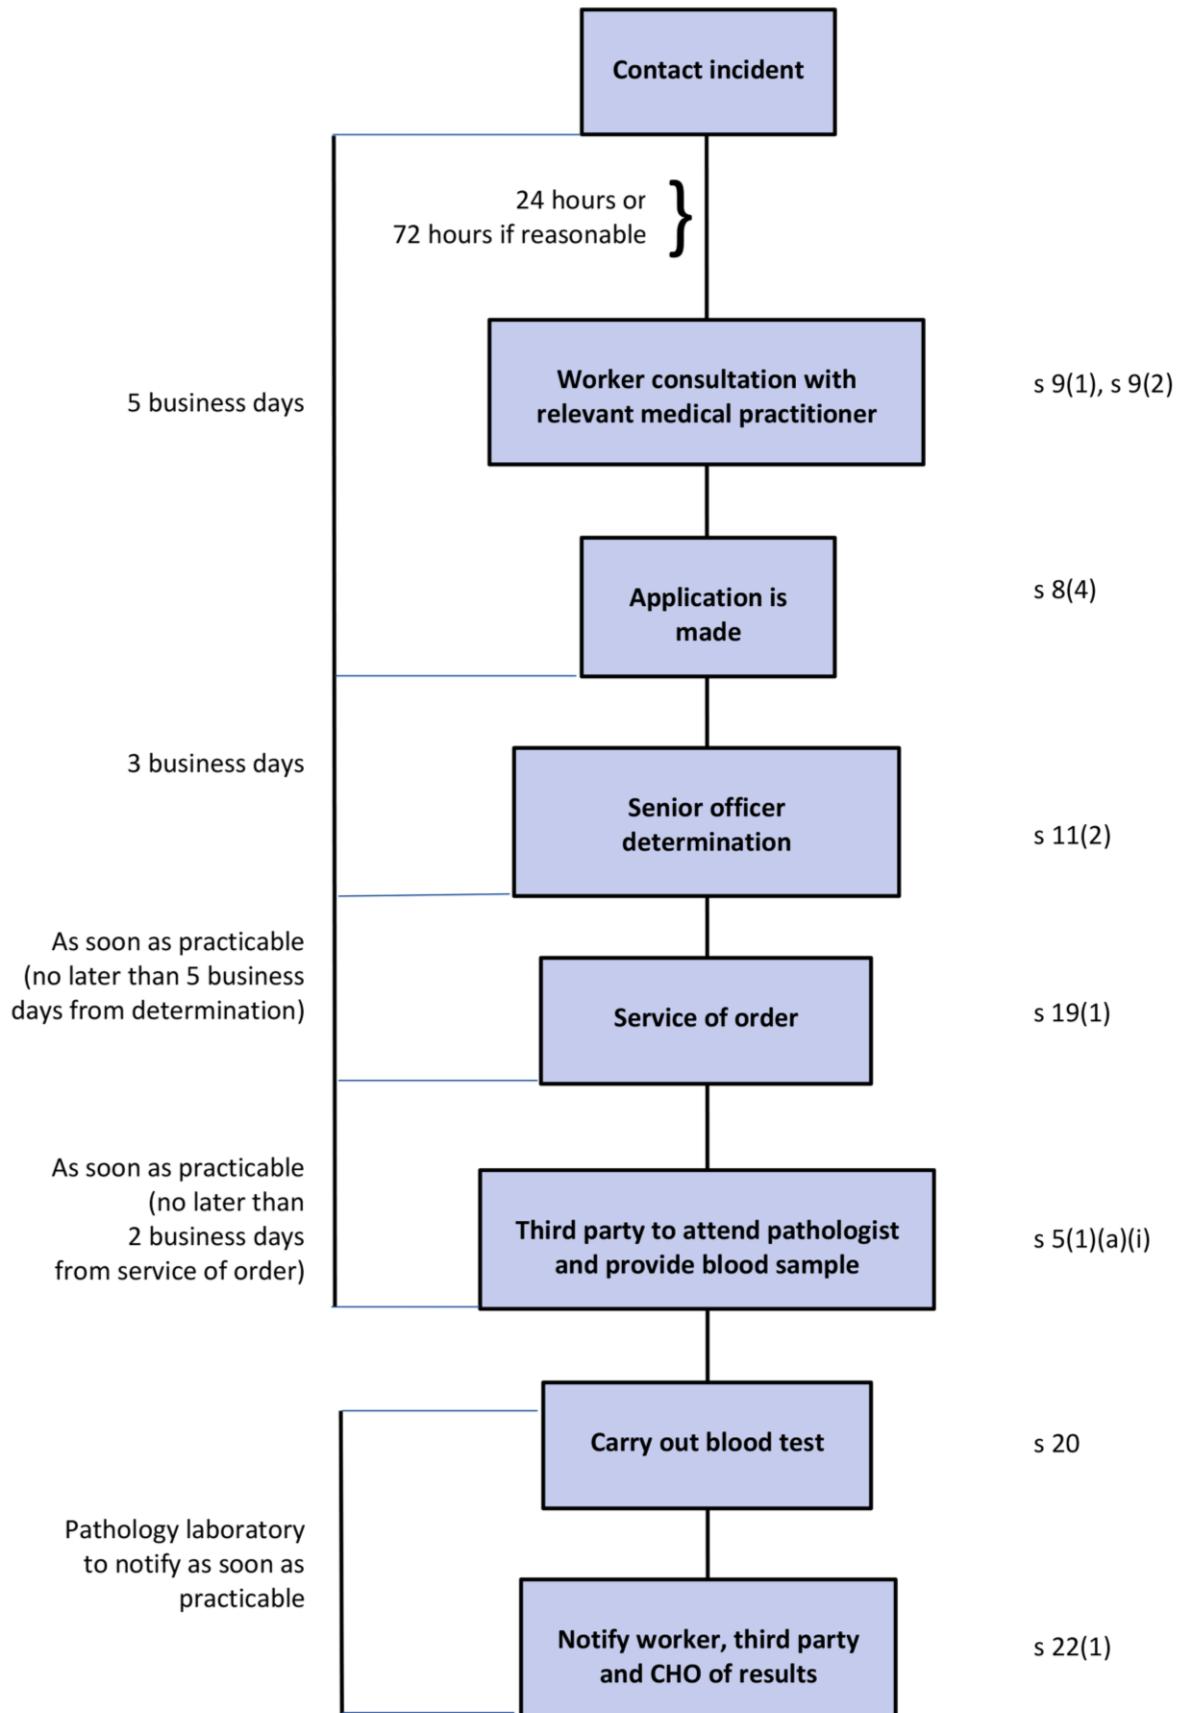 Contact incident
24 hours or
72 hours if reasonable
}
5 business days
Worker consultation with
relevant medical practitioner
s 9(1), s 9(2)
Application is
made
s 8(4)
3 business days
Senior officer
determination
s 11(2)
As soon as practicable
(no later than 5 business
days from determination)
Service of order
s 19(1)
As soon as practicable
(no later than
2 business days
from service of order)
Third party to attend pathologist
and provide blood sample
s 5(1)(a)(i)
Carry out blood test
s 20
Pathology laboratory
to notify as soon as
practicable
Notify worker, third party
and CHO of results
s 22(1)